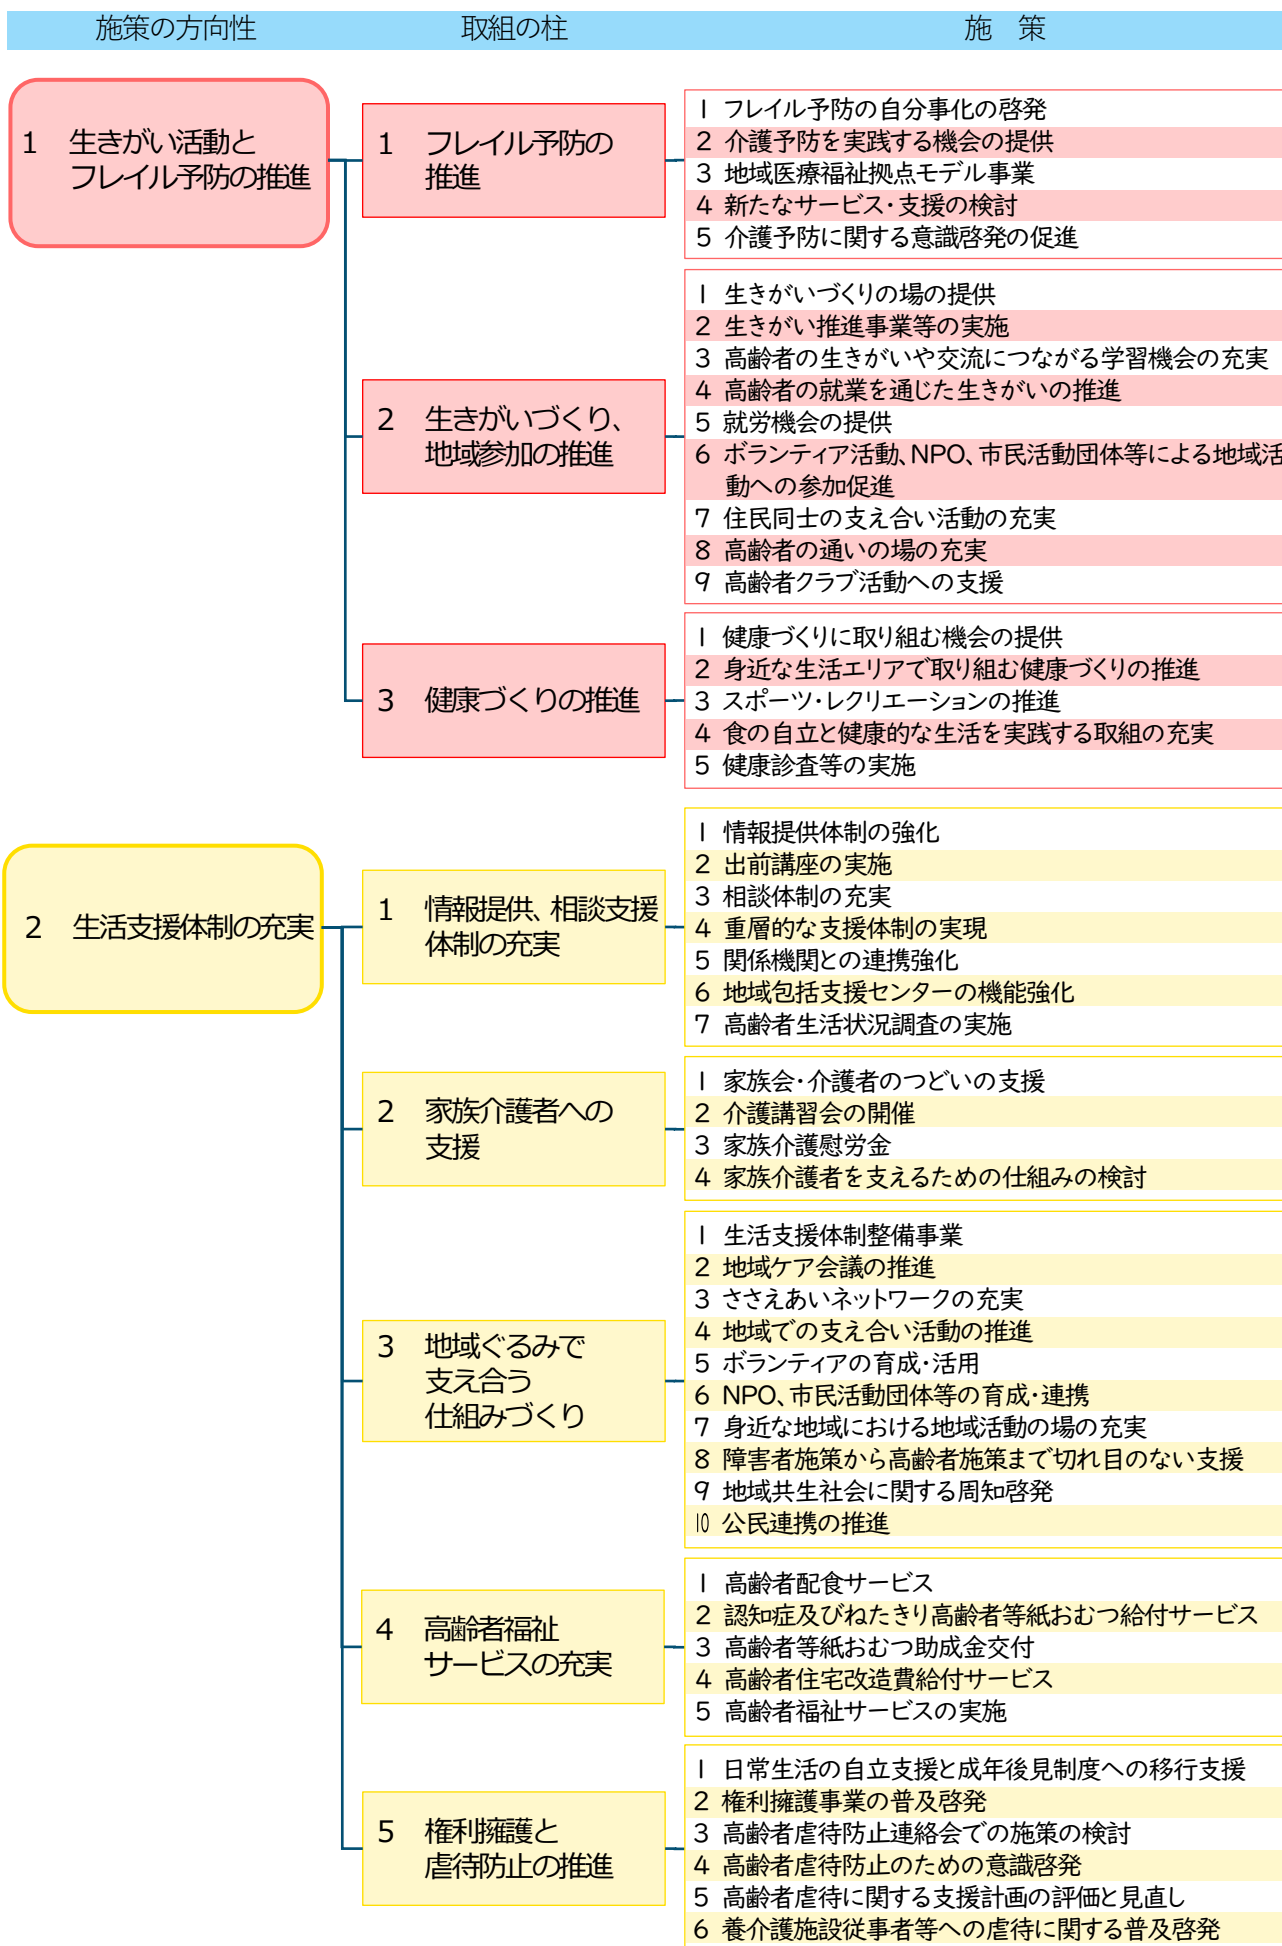 施策の方向性　取組の柱　施　策
1　生きがい活動と
フレイル予防の推進
1　フレイル予防の
推進
1 フレイル予防の自分事化の啓発
2 介護予防を実践する機会の提供
3 地域医療福祉拠点モデル事業
4 新たなサービス・支援の検討
5 介護予防に関する意識啓発の促進
2　生きがいづくり、
地域参加の推進
1 生きがいづくりの場の提供
2 生きがい推進事業等の実施
3 高齢者の生きがいや交流につながる学習機会の充実
4 高齢者の就業を通じた生きがいの推進
5 就労機会の提供
6 ボランティア活動、NPO、市民活動団体等による地域活
動への参加促進
7 住民同士の支え合い活動の充実
8 高齢者の通いの場の充実
9 高齢者クラブ活動への支援
3　健康づくりの推進
1 健康づくりに取り組む機会の提供
2 身近な生活エリアで取り組む健康づくりの推進
3 スポーツ・レクリエーションの推進
4 食の自立と健康的な生活を実践する取組の充実
5 健康診査等の実施
2　生活支援体制の充実
1　情報提供、相談支援
体制の充実
1 情報提供体制の強化
2 出前講座の実施
3 相談体制の充実
4 重層的な支援体制の実現
5 関係機関との連携強化
6 地域包括支援センターの機能強化
7 高齢者生活状況調査の実施
2　家族介護者への
支援
1 家族会・介護者のつどいの支援
2 介護講習会の開催
3 家族介護慰労金
4 家族介護者を支えるための仕組みの検討
3　地域ぐるみで
支え合う
仕組みづくり
1 生活支援体制整備事業
2 地域ケア会議の推進
3 ささえあいネットワークの充実
4 地域での支え合い活動の推進
5 ボランティアの育成・活用
6 NPO、市民活動団体等の育成・連携
7 身近な地域における地域活動の場の充実
8 障害者施策から高齢者施策まで切れ目のない支援
9 地域共生社会に関する周知啓発
10 公民連携の推進
4　高齢者福祉
サービスの充実
1 高齢者配食サービス
2 認知症及びねたきり高齢者等紙おむつ給付サービス
3 高齢者等紙おむつ助成金交付
4 高齢者住宅改造費給付サービス
5 高齢者福祉サービスの実施
5　権利擁護と
虐待防止の推進
1 日常生活の自立支援と成年後見制度への移行支援
2 権利擁護事業の普及啓発
3 高齢者虐待防止連絡会での施策の検討
4 高齢者虐待防止のための意識啓発
5 高齢者虐待に関する支援計画の評価と見直し
6 養介護施設従事者等への虐待に関する普及啓発